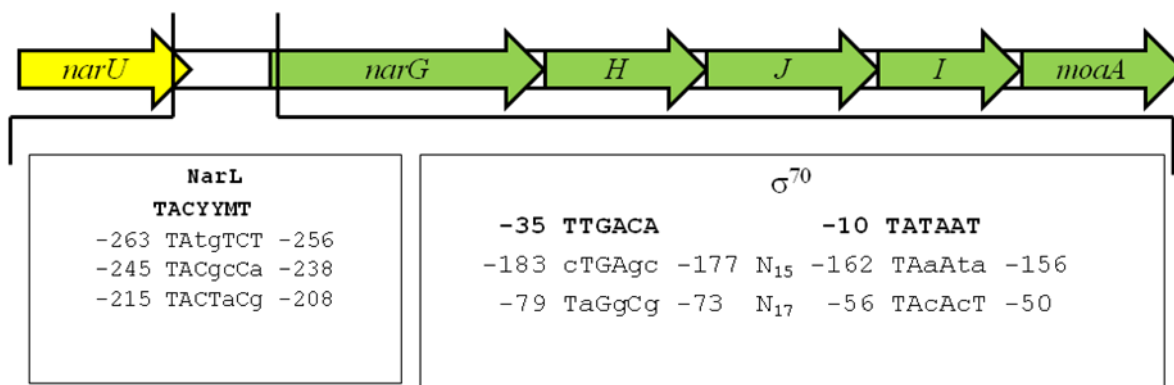 narU narG H J I moaA
NarL
TACYYMT
-263 TAtgTCT -256
-245 TACgcCa -238
-215 TACTaCg -208
σ⁷⁰
-35 TTGACA -10 TATAAT
-183 cTGAgc -177 N₁₅ -162 TAaAta -156
-79 TaGgCg -73 N₁₇ -56 TAcAcT -50